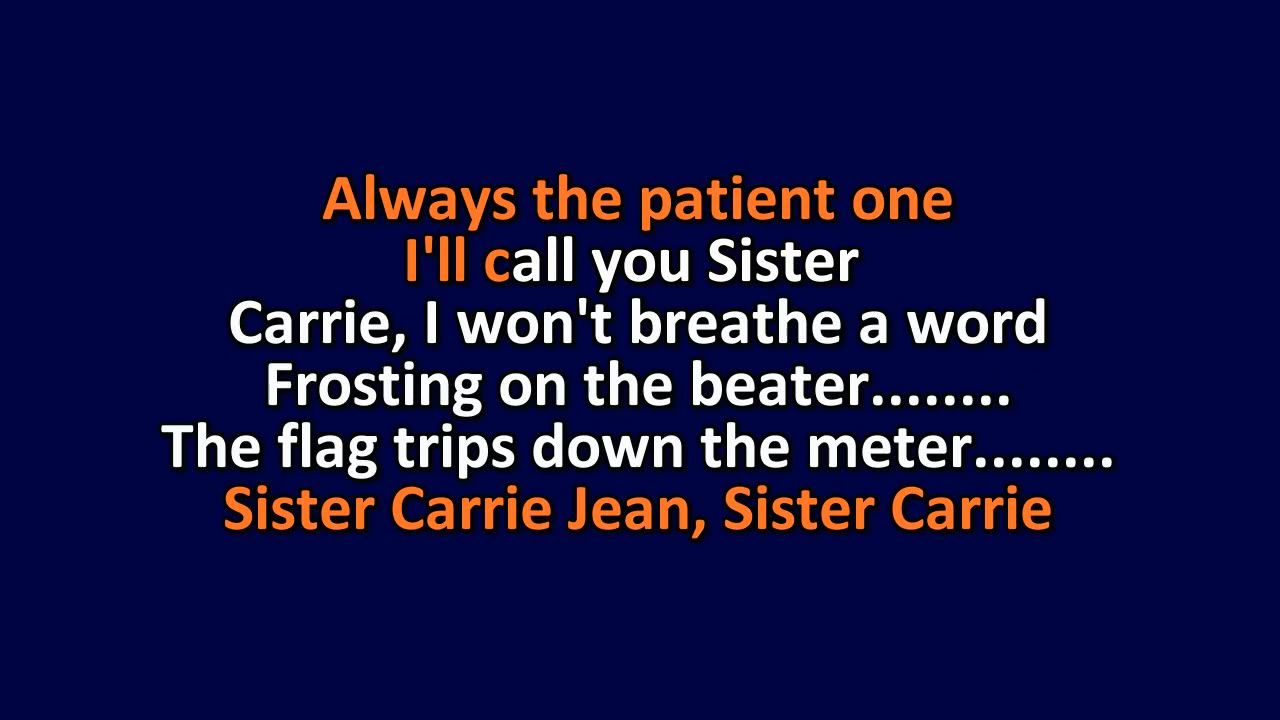 Always the patient one
I'll call you Sister
Carrie, I won't breathe a word
Frosting on the beater........
The flag trips down the meter........
Sister Carrie Jean, Sister Carrie